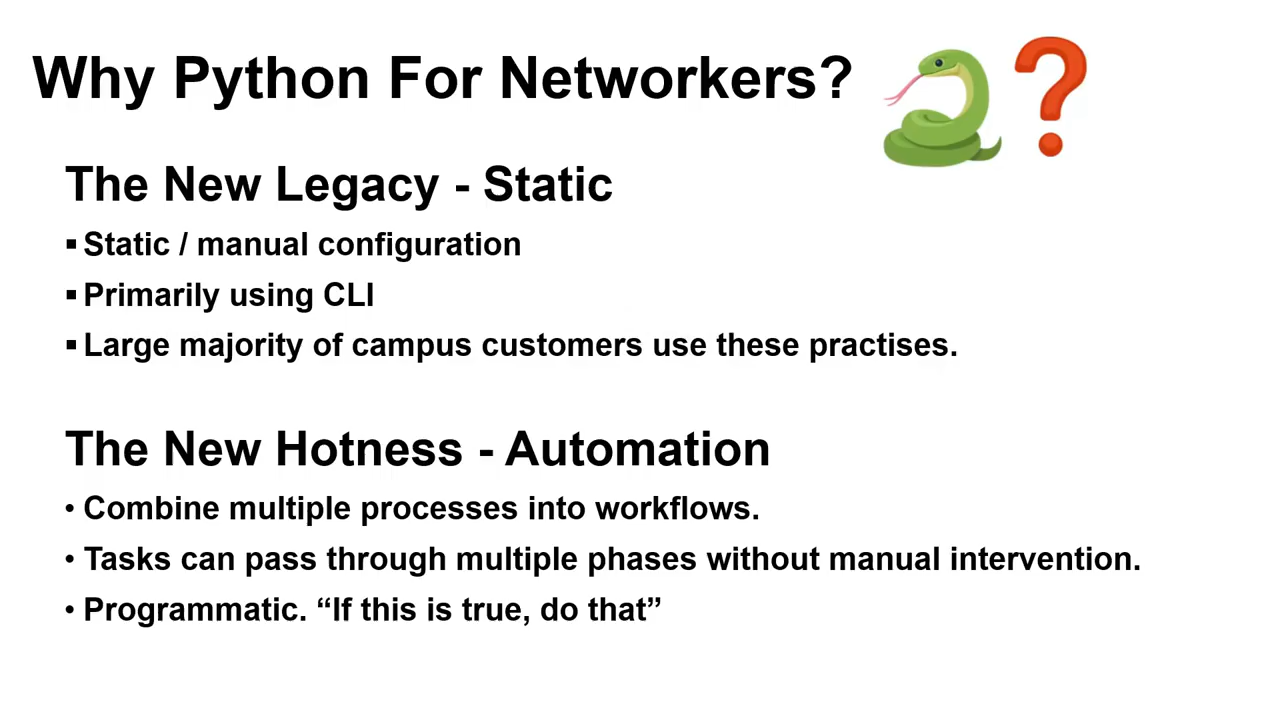 Why Python For Networkers?
The New Legacy - Static
▪ Static / manual configuration
▪ Primarily using CLI
▪ Large majority of campus customers use these practises.
The New Hotness - Automation
• Combine multiple processes into workflows.
• Tasks can pass through multiple phases without manual intervention.
• Programmatic. “If this is true, do that”